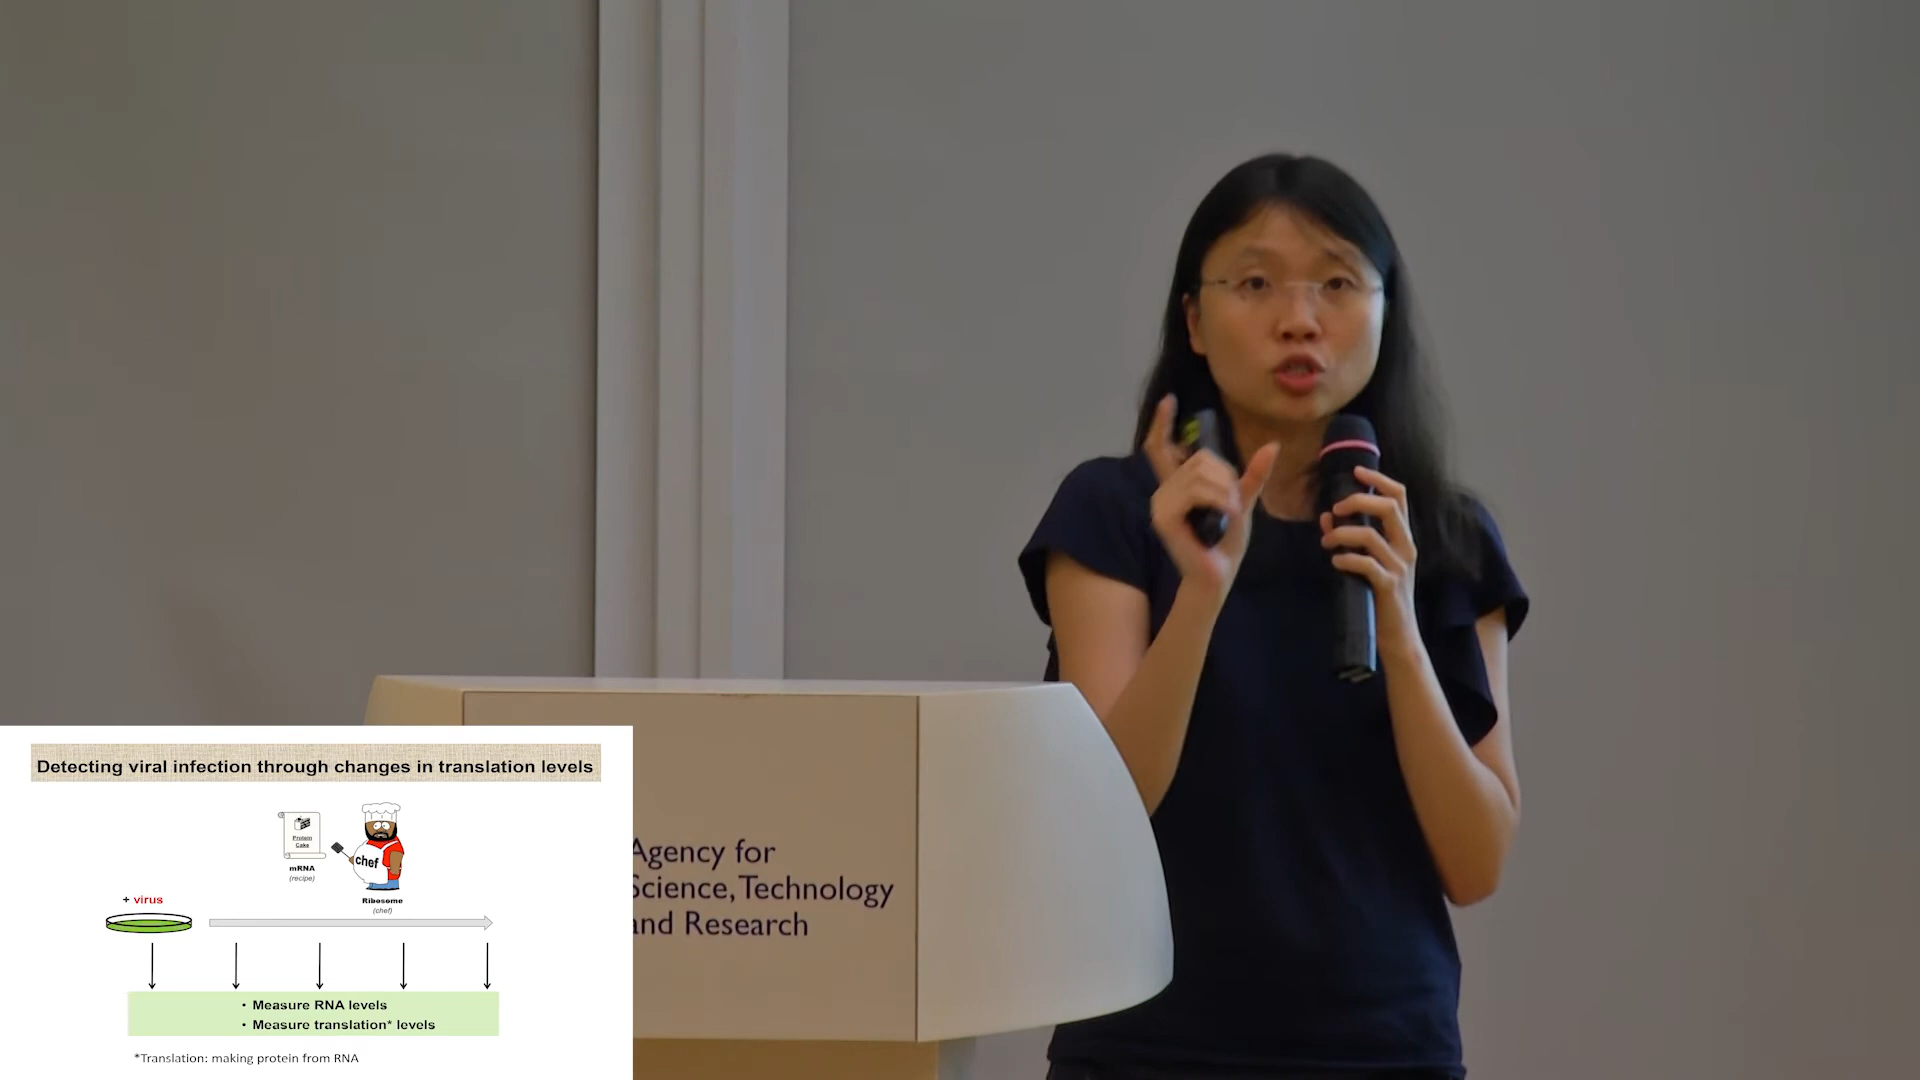 Detecting viral infection through changes in translation levels
Protein
Cake
mRNA
(recipe)
chef
Ribosome
(chef)
+ virus
• Measure RNA levels
• Measure translation* levels
*Translation: making protein from RNA
Agency for
Science, Technology
and Research